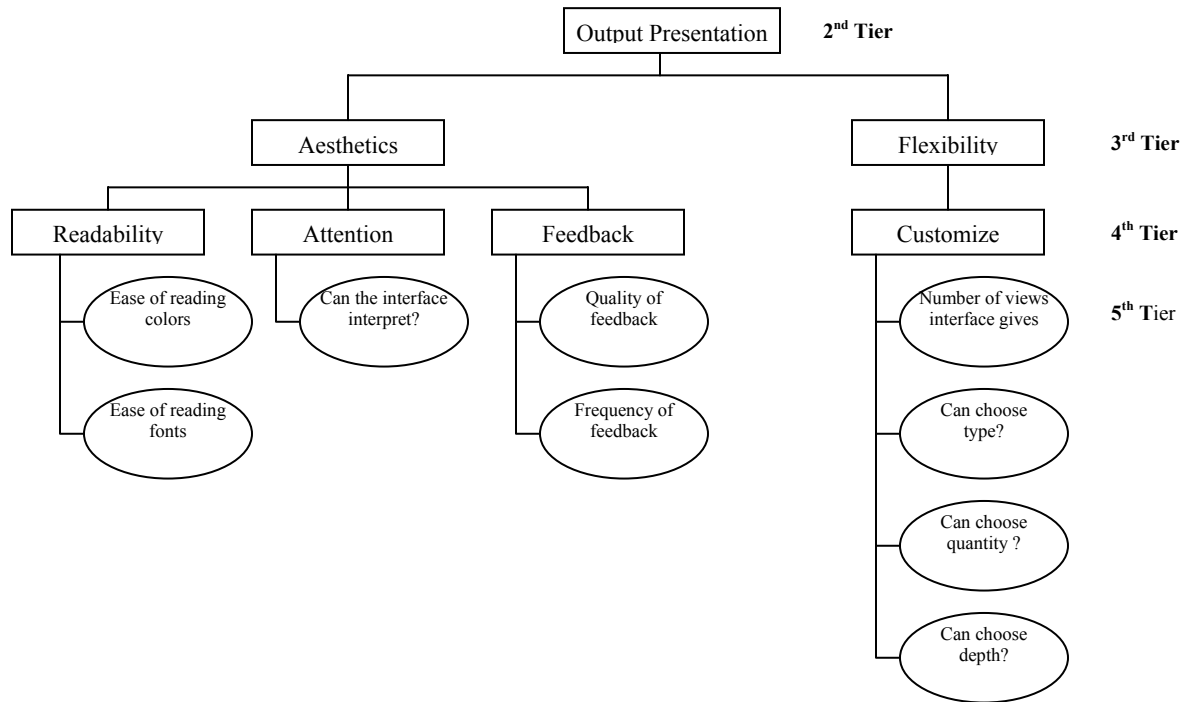 Output Presentation 2nd Tier
Aesthetics Flexibility 3rd Tier
Readability Attention Feedback Customize 4th Tier
Ease of reading
colors
Can the interface
interpret?
Quality of
feedback
Number of views
interface gives
5th Tier
Ease of reading
fonts
Frequency of
feedback
Can choose
type?
Can choose
quantity ?
Can choose
depth?